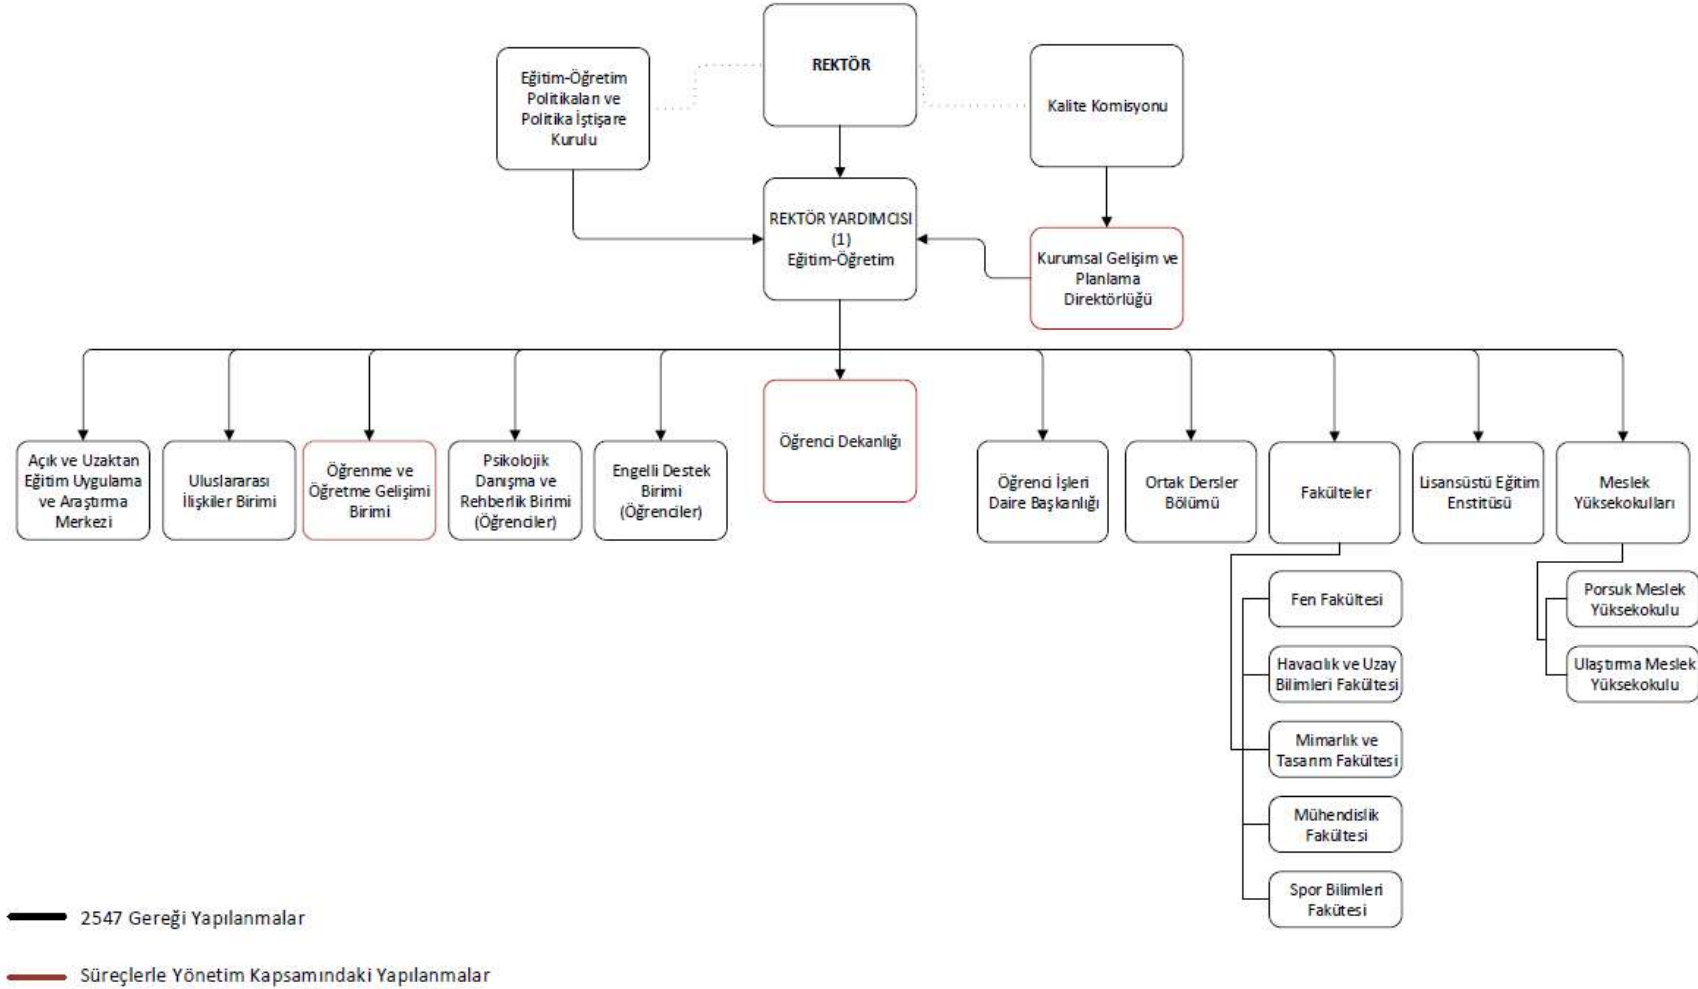 REKTÖR
Eğitim-Öğretim
Politikaları ve
Politika İştişare
Kurulu
Kalite Komisyonu
REKTÖR YARDIMCISI
(1)
Eğitim-Öğretim
Kurumsal Gelişim ve
Planlama
Direktörlüğü
Açık ve Uzaktan
Eğitim Uygulama
ve Araştırma
Merkezi
Uluslararası
İlişkiler Birimi
Öğrenme ve
Öğretme Gelişimi
Birimi
Psikolojik
Danışma ve
Rehberlik Birimi
(Öğrenciler)
Engelli Destek
Birimi
(Öğrenciler)
Öğrenci Dekanlığı
Öğrenci İşleri
Daire Başkanlığı
Ortak Dersler
Bölümü
Fakülteler
Lisansüstü Eğitim
Enstitüsü
Meslek
Yüksekokulları
Fen Fakültesi
Havacılık ve Uzay
Bilimleri Fakültesi
Mimarlık ve
Tasarım Fakültesi
Mühendislik
Fakültesi
Spor Bilimleri
Fakütesi
Porsuk Meslek
Yüksekokulu
Ulaştırma Meslek
Yüksekokulu
2547 Gereği Yapılanmalar
Süreçlerle Yönetim Kapsamındaki Yapılanmalar